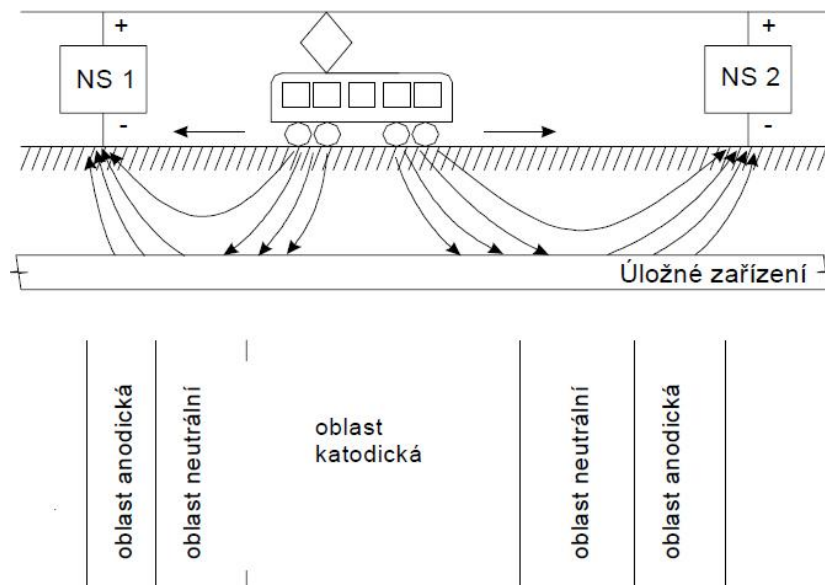 +
+
NS 1
NS 2
-
-
Úložné zařízení
oblast anodická
oblast neutrální
oblast
katodická
oblast neutrální
oblast anodická